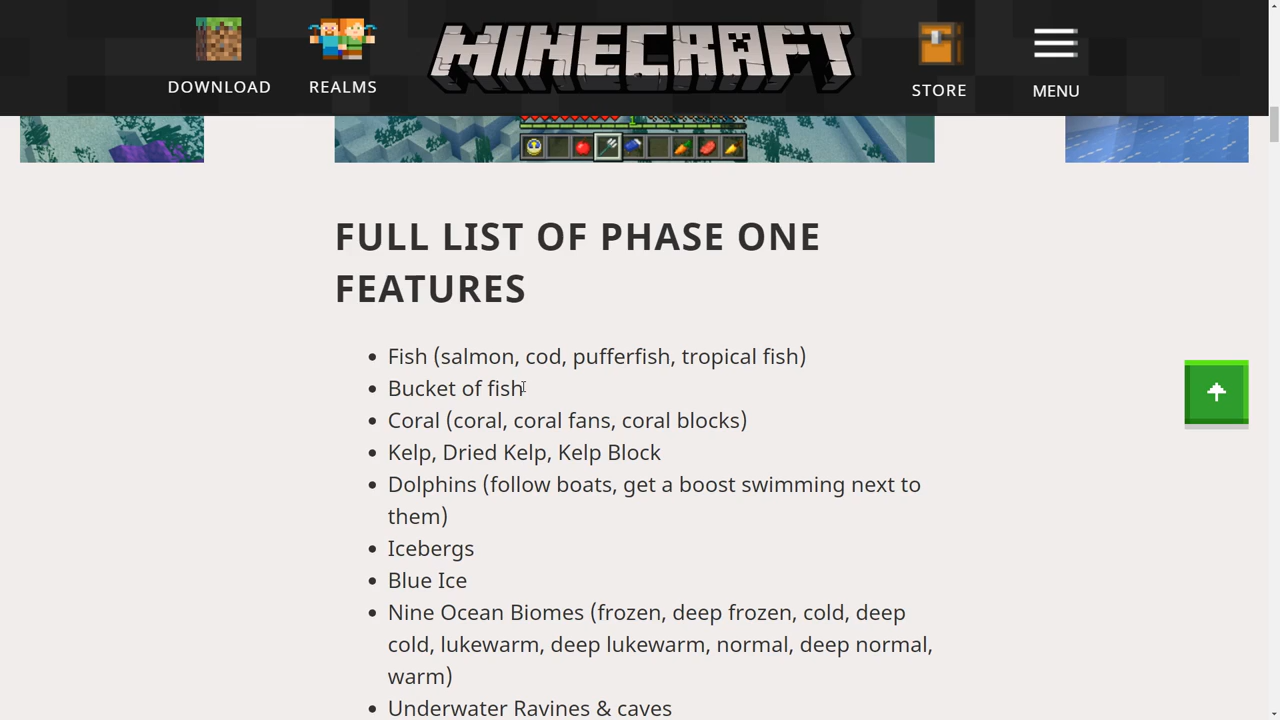 MINECRAFT
DOWNLOAD
REALMS
STORE
MENU
1
FULL LIST OF PHASE ONE
FEATURES
• Fish (salmon, cod, pufferfish, tropical fish)
• Bucket of fish
• Coral (coral, coral fans, coral blocks)
• Kelp, Dried Kelp, Kelp Block
• Dolphins (follow boats, get a boost swimming next to
them)
• Icebergs
• Blue Ice
• Nine Ocean Biomes (frozen, deep frozen, cold, deep
cold, lukewarm, deep lukewarm, normal, deep normal,
warm)
• Underwater Ravines & caves